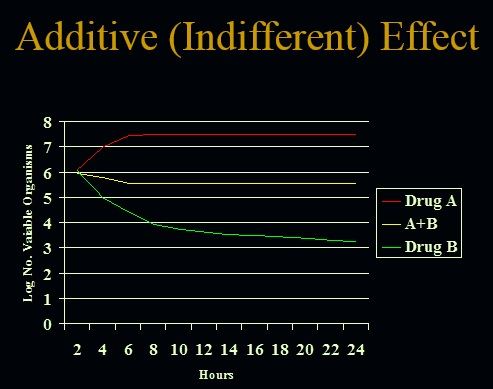 Additive (Indifferent) Effect
8
7
6
5
4
3
2
1
0
Log No. Vaiable Organisms
2 4 6 8 10 12 14 16 18 20 22 24
Hours
Drug A
A+B
Drug B